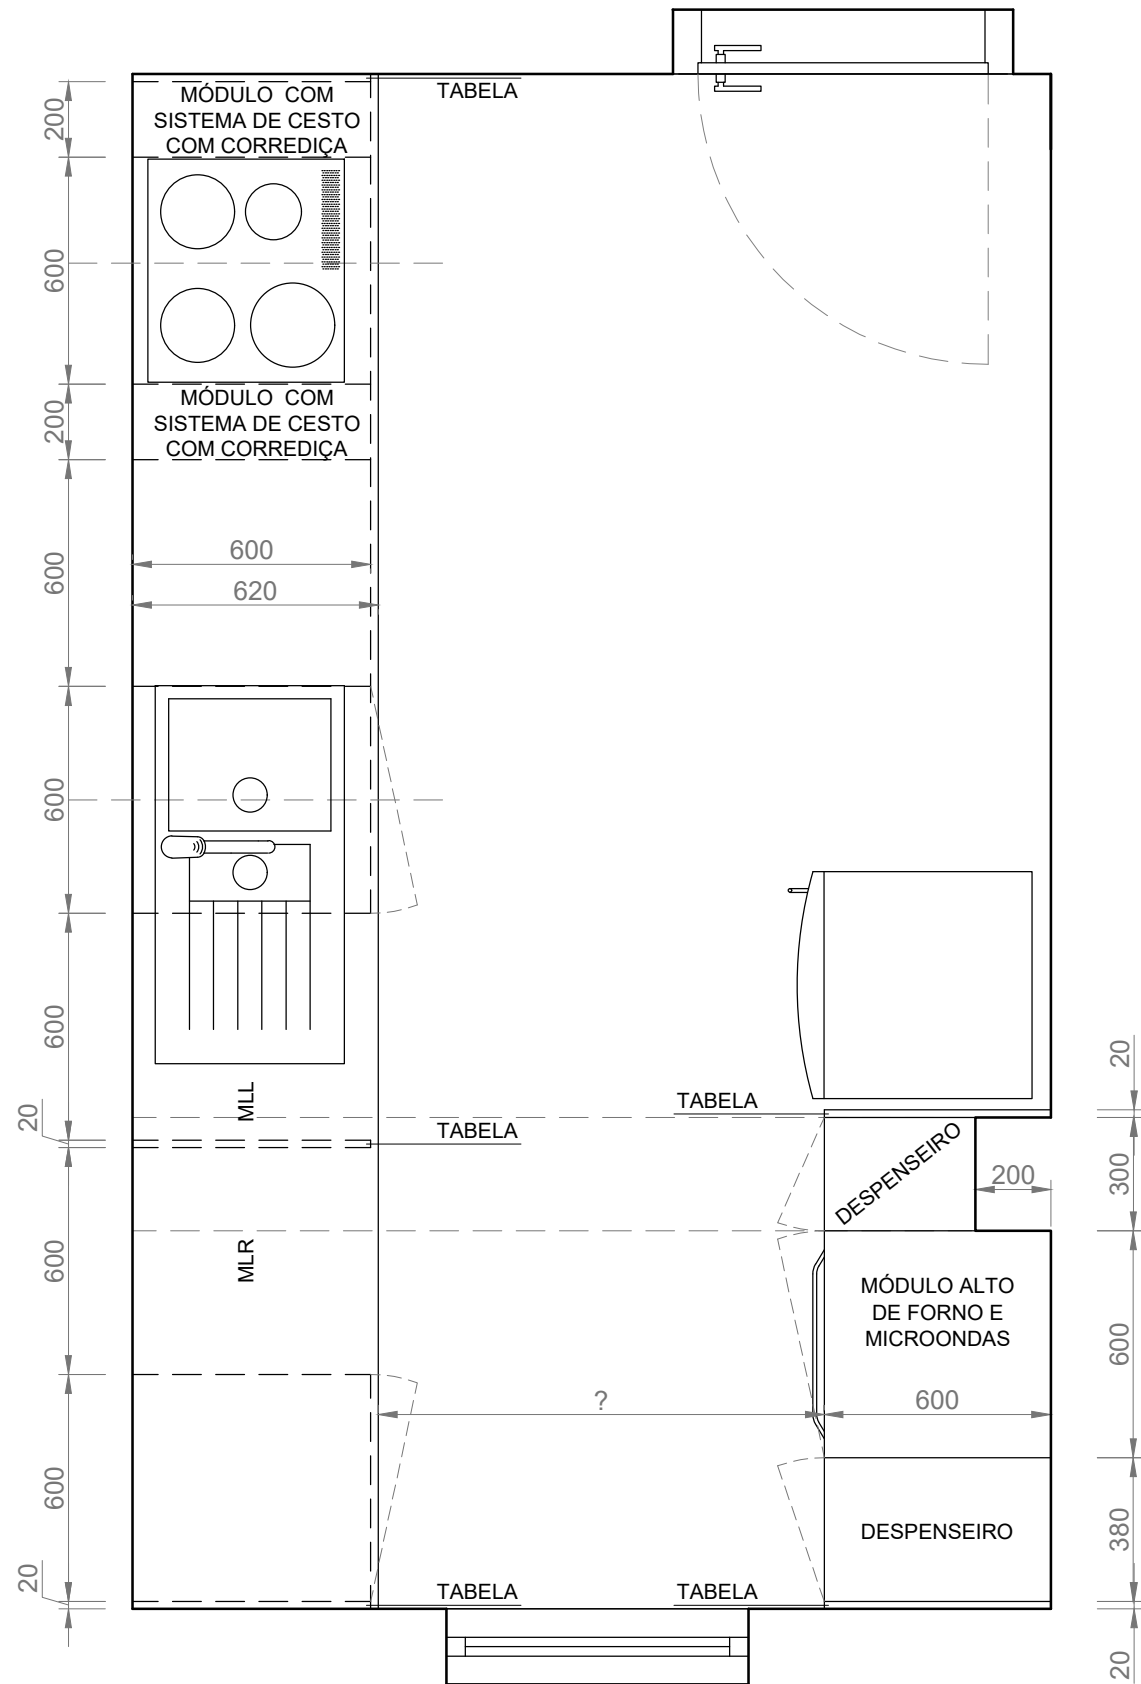 TABELA
MÓDULO COM
SISTEMA DE CESTO
COM CORREDIÇA
200
600
MÓDULO COM
SISTEMA DE CESTO
COM CORREDIÇA
200
600
600
620
600
600
MLL
20
TABELA
TABELA
20
DESPENSEIRO
200
300
MLR
600
MÓDULO ALTO
DE FORNO E
MICROONDAS
600
?
600
600
DESPENSEIRO
380
20
TABELA
TABELA
20